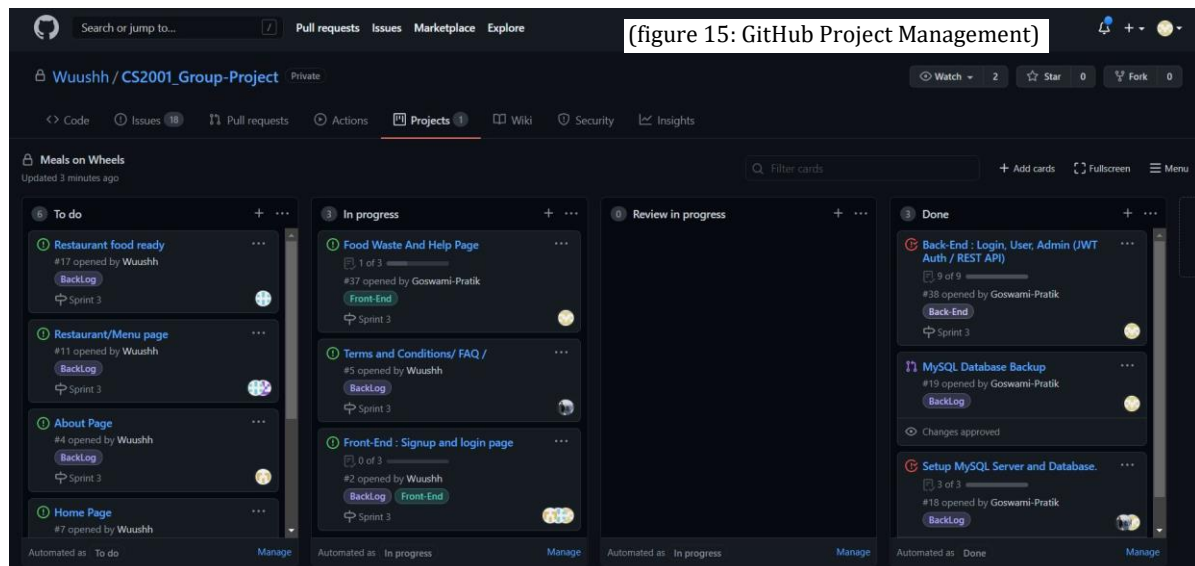 Search or jump to... /
Pull requests Issues Marketplace Explore
(figure 15: GitHub Project Management)
Wuushh / CS2001_Group-Project Private
Watch 2 Star 0 Fork 0
Code Issues 18 Pull requests Actions Projects 1 Wiki Security Insights
Meals on Wheels
Updated 3 minutes ago
Filter cards
+ Add cards Fullscreen Menu
6 To do
Restaurant food ready
#17 opened by Wuushh
BackLog
Sprint 3
Restaurant/Menu page
#11 opened by Wuushh
BackLog
Sprint 3
About Page
#4 opened by Wuushh
BackLog
Sprint 3
Home Page
#7 opened by Wuushh
Automated as To do Manage
3 In progress
Food Waste And Help Page
1 of 3
#37 opened by Goswami-Pratik
Front-End
Sprint 3
Terms and Conditions/ FAQ /
#5 opened by Wuushh
BackLog
Sprint 3
Front-End : Signup and login page
0 of 3
#2 opened by Wuushh
BackLog Front-End
Sprint 3
Automated as In progress Manage
0 Review in progress
Automated as In progress Manage
3 Done
Back-End : Login, User, Admin (JWT
Auth / REST API)
9 of 9
#38 opened by Goswami-Pratik
Back-End
Sprint 3
MySQL Database Backup
#19 opened by Goswami-Pratik
BackLog
Changes approved
Setup MySQL Server and Database.
3 of 3
#18 opened by Goswami-Pratik
BackLog
Automated as Done Manage